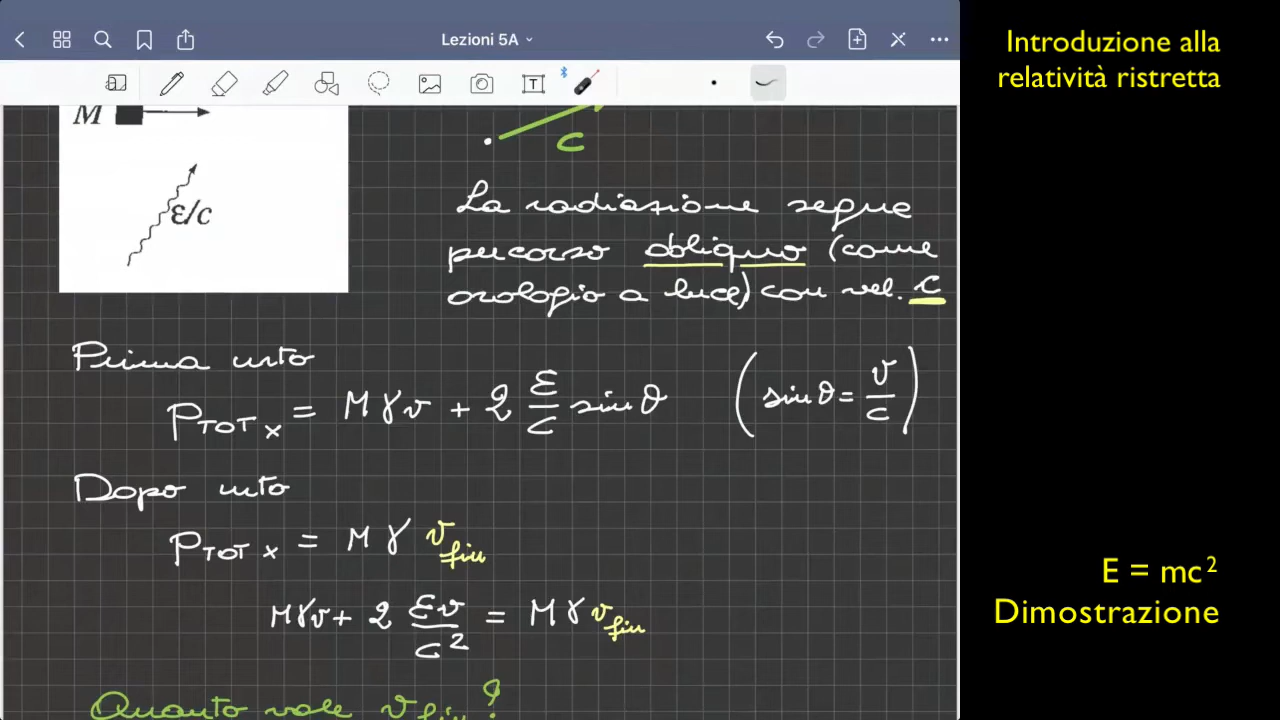 Lezioni 5A
Introduzione alla
relatività ristretta
M
ε/c
c
La radiazione segue
percorso obliquo (come
orologio a luce) con vel. c
Prima urto
P_TOT x = Mγv + 2 ε/c sin θ (sin θ = v/c)
Dopo urto
P_TOT x = Mγ v_fin
Mγv + 2 εv/c² = Mγ v_fin
Quanto vale v_fin?
E = mc²
Dimostrazione